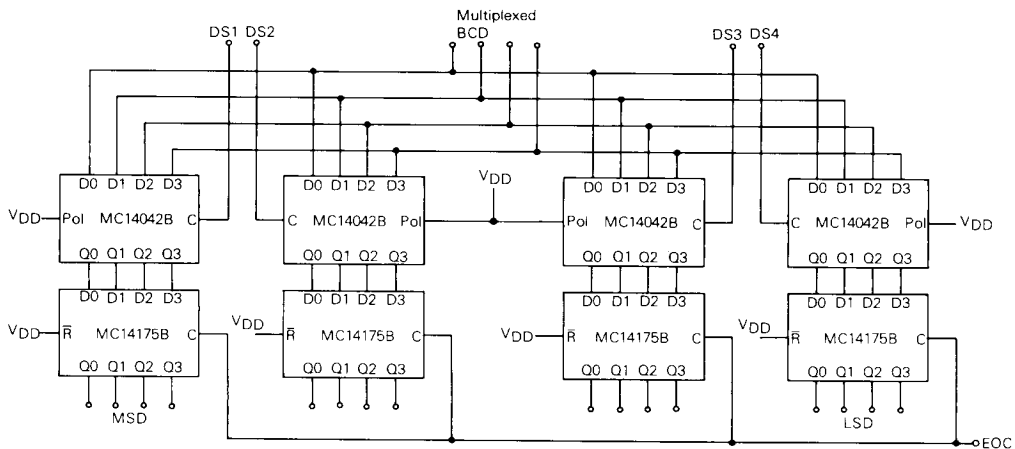 Multiplexed
BCD
DS1 DS2
DS3 DS4
D0 D1 D2 D3
D0 D1 D2 D3
D0 D1 D2 D3
D0 D1 D2 D3
VDD
VDD Pol MC14042B C
C MC14042B Pol
Pol MC14042B C
C MC14042B Pol VDD
Q0 Q1 Q2 Q3
Q0 Q1 Q2 Q3
Q0 Q1 Q2 Q3
Q0 Q1 Q2 Q3
D0 D1 D2 D3
D0 D1 D2 D3
D0 D1 D2 D3
D0 D1 D2 D3
VDD R̅ MC14175B C
VDD R̅ MC14175B C
VDD R̅ MC14175B C
VDD R̅ MC14175B C
Q0 Q1 Q2 Q3
Q0 Q1 Q2 Q3
Q0 Q1 Q2 Q3
Q0 Q1 Q2 Q3
MSD
LSD
EOC